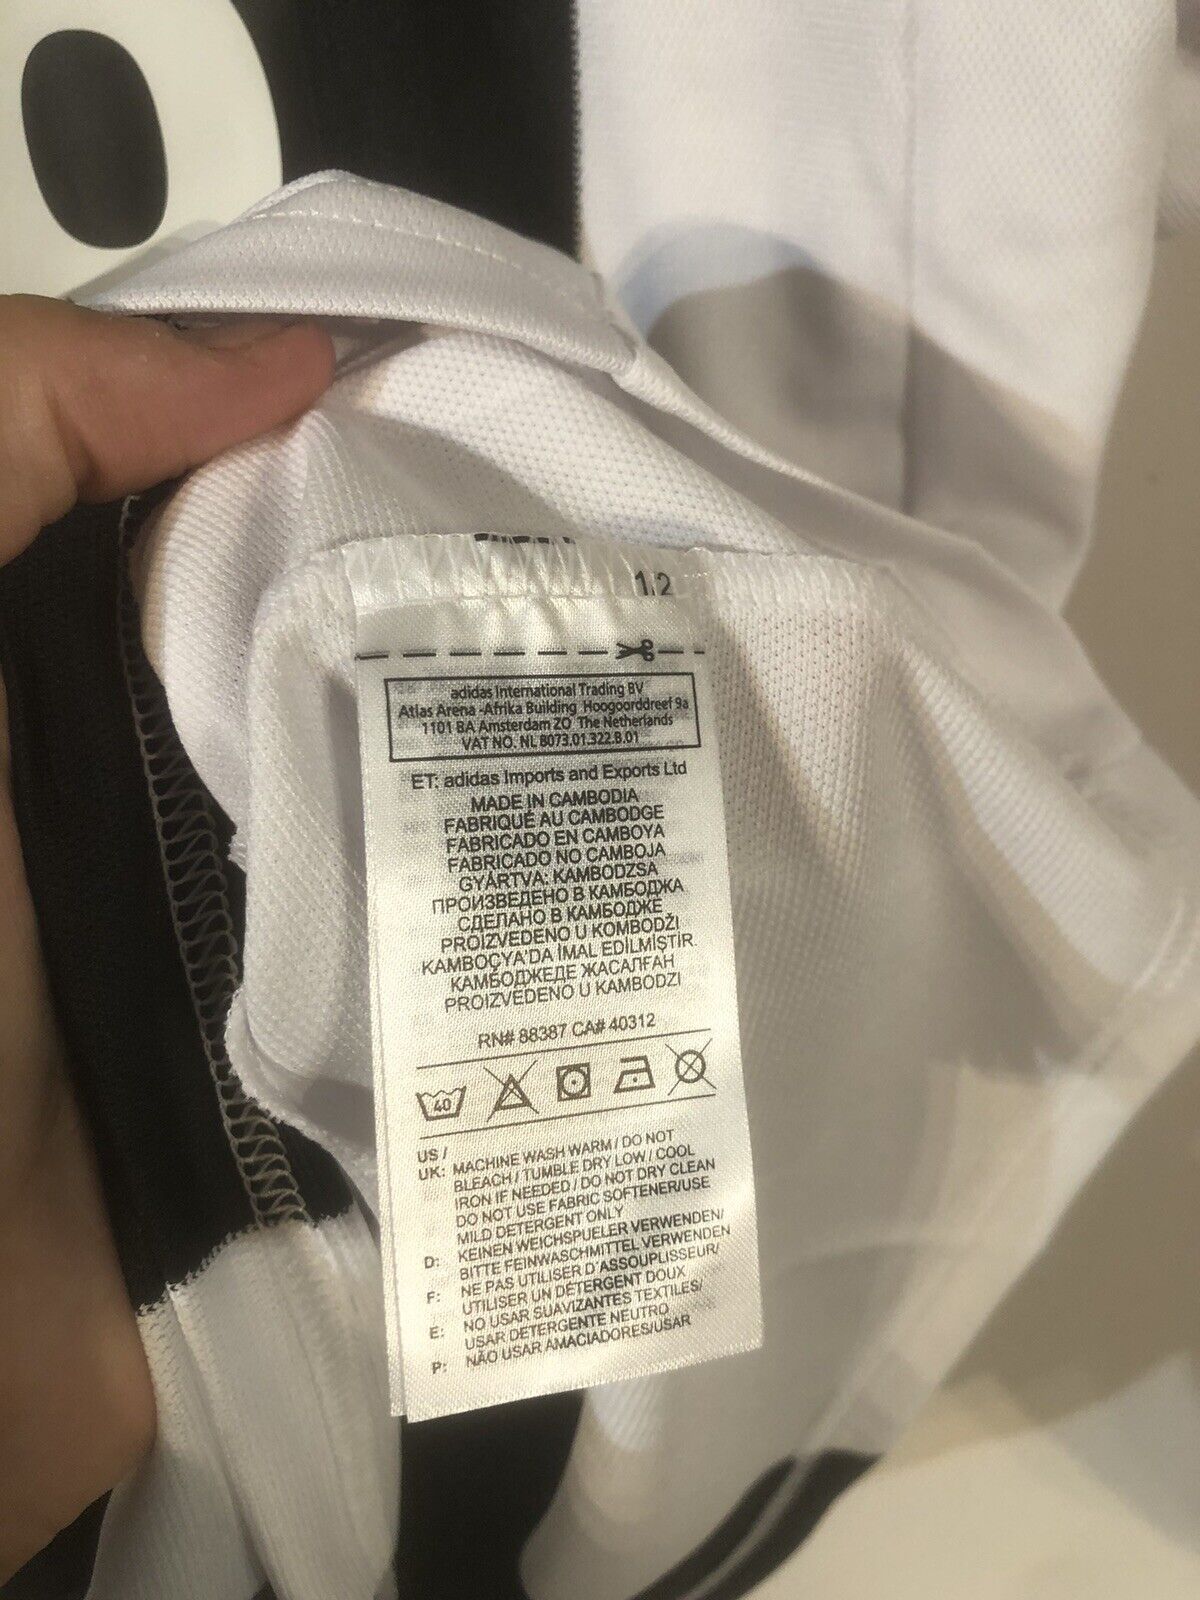 0
1.2
adidas International Trading BV
Atlas Arena -Afrika Building Hoogoorddreef 9a
1101 BA Amsterdam ZO The Netherlands
VAT NO. NL 8073.01.322.B.01
ET: adidas Imports and Exports Ltd
MADE IN CAMBODIA
FABRIQUÉ AU CAMBODGE
FABRICADO EN CAMBOYA
FABRICADO NO CAMBOJA
GYÁRTVA: KAMBODZSA
ПРОИЗВЕДЕНО В КАМБОДЖА
СДЕЛАНО В КАМБОДЖЕ
PROİZVEDENO U KOMBODŽI
KAMBOÇYA'DA İMAL EDİLMİŞTİR
КАМБОДЖЕДЕ ЖАСАЛҒАН
PROIZVEDENO U KAMBODZI
RN# 88387 CA# 40312
40
US /
UK: MACHINE WASH WARM / DO NOT
BLEACH / TUMBLE DRY LOW / COOL
IRON IF NEEDED / DO NOT DRY CLEAN
DO NOT USE FABRIC SOFTENER/USE
MILD DETERGENT ONLY
D: KEINEN WEICHSPUELER VERWENDEN/
BITTE FEINWASCHMITTEL VERWENDEN
F: NE PAS UTILISER D'ASSOUPLISSEUR/
UTILISER UN DÉTERGENT DOUX
E: NO USAR SUAVIZANTES TEXTILES/
USAR DETERGENTE NEUTRO
P: NÃO USAR AMACIADORES/USAR